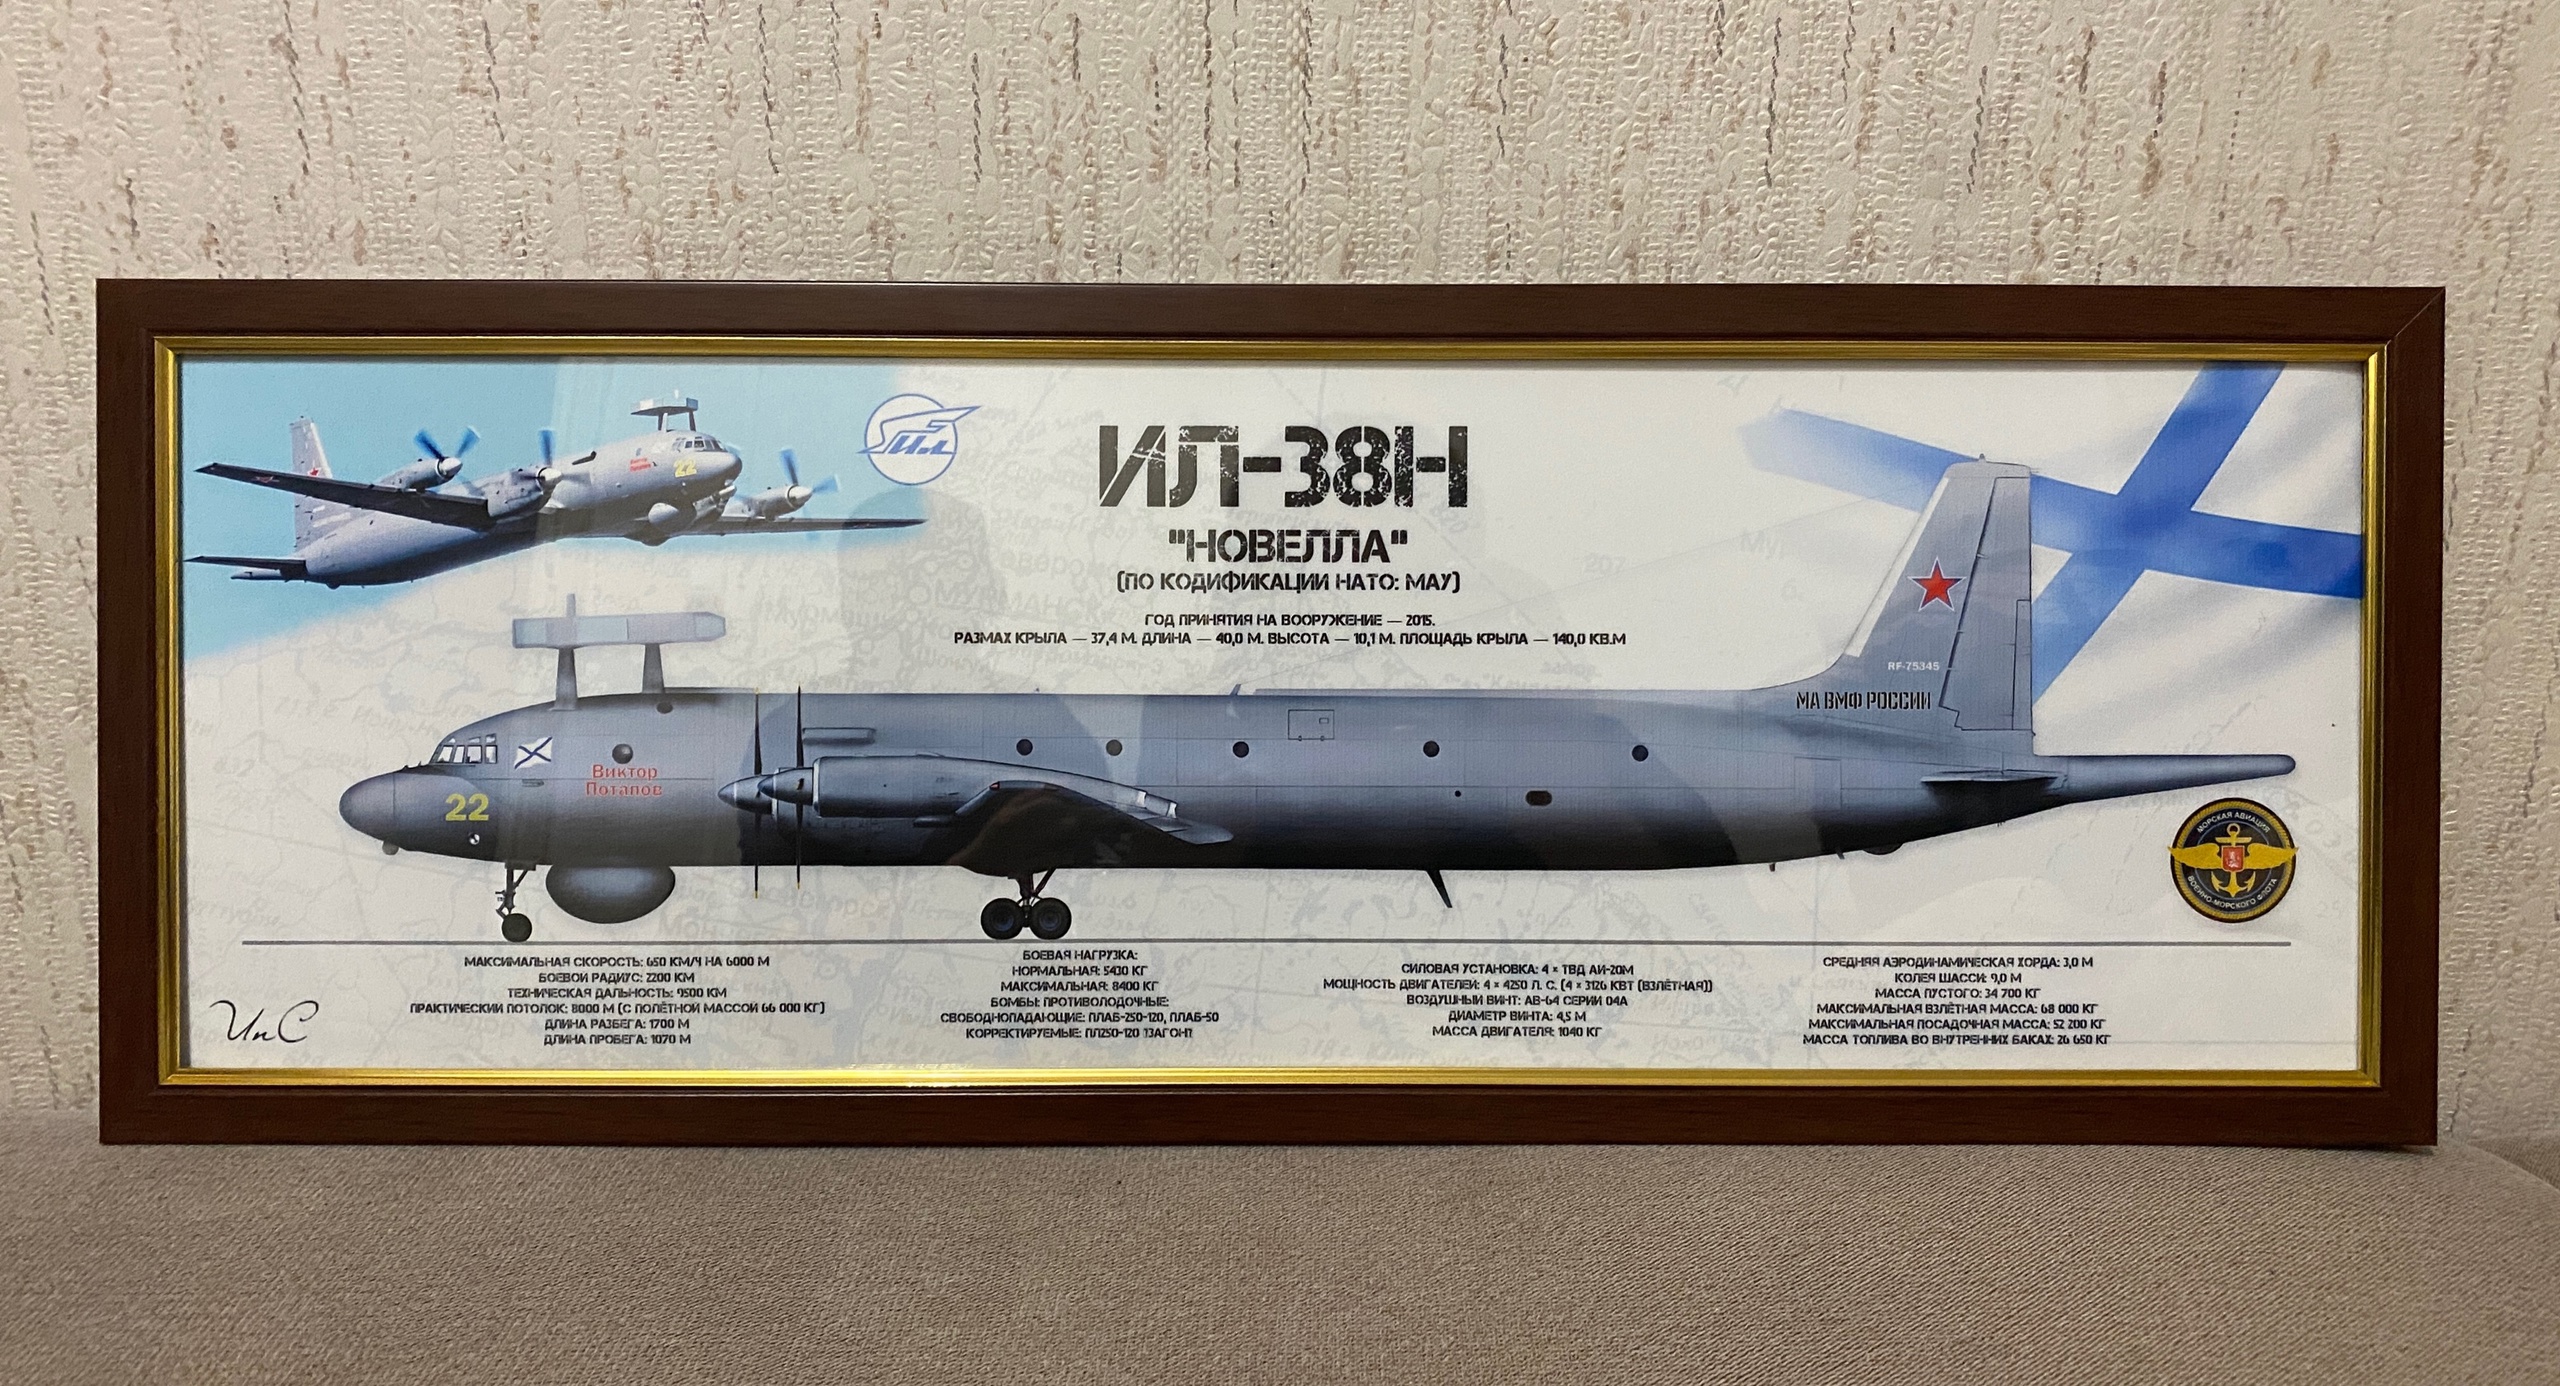 Ил
ИЛ-38Н
"НОВЕЛЛА"
(ПО КОДИФИКАЦИИ НАТО: MAY)
ГОД ПРИНЯТИЯ НА ВООРУЖЕНИЕ — 2015.
РАЗМАХ КРЫЛА — 37,4 М. ДЛИНА — 40,0 М. ВЫСОТА — 10,1 М. ПЛОЩАДЬ КРЫЛА — 140,0 КВ.М
22
RF-75345
МА ВМФ РОССИИ
Виктор
Потапов
22
МОРСКАЯ АВИАЦИЯ
ВОЕННО-МОРСКОГО ФЛОТА
МАКСИМАЛЬНАЯ СКОРОСТЬ: 650 КМ/Ч НА 6000 М
БОЕВОЙ РАДИУС: 2200 КМ
ТЕХНИЧЕСКАЯ ДАЛЬНОСТЬ: 9500 КМ
ПРАКТИЧЕСКИЙ ПОТОЛОК: 8000 М (С ПОЛЁТНОЙ МАССОЙ 66 000 КГ)
ДЛИНА РАЗБЕГА: 1700 М
ДЛИНА ПРОБЕГА: 1070 М
БОЕВАЯ НАГРУЗКА:
НОРМАЛЬНАЯ: 5430 КГ
МАКСИМАЛЬНАЯ: 8400 КГ
БОМБЫ: ПРОТИВОЛОДОЧНЫЕ:
СВОБОДНОПАДАЮЩИЕ: ПЛАБ-250-120, ПЛАБ-50
КОРРЕКТИРУЕМЫЕ: ПЛ250-120 "ЗАГОН-1"
СИЛОВАЯ УСТАНОВКА: 4 × ТВД АИ-20М
МОЩНОСТЬ ДВИГАТЕЛЕЙ: 4 × 4250 Л. С. (4 × 3126 КВТ (ВЗЛЁТНАЯ))
ВОЗДУШНЫЙ ВИНТ: АВ-64 СЕРИИ 04А
ДИАМЕТР ВИНТА: 4,5 М
МАССА ДВИГАТЕЛЯ: 1040 КГ
СРЕДНЯЯ АЭРОДИНАМИЧЕСКАЯ ХОРДА: 3,0 М
КОЛЕЯ ШАССИ: 9,0 М
МАССА ПУСТОГО: 34 700 КГ
МАКСИМАЛЬНАЯ ВЗЛЁТНАЯ МАССА: 68 000 КГ
МАКСИМАЛЬНАЯ ПОСАДОЧНАЯ МАССА: 52 200 КГ
МАССА ТОПЛИВА ВО ВНУТРЕННИХ БАКАХ: 26 650 КГ
ИпС